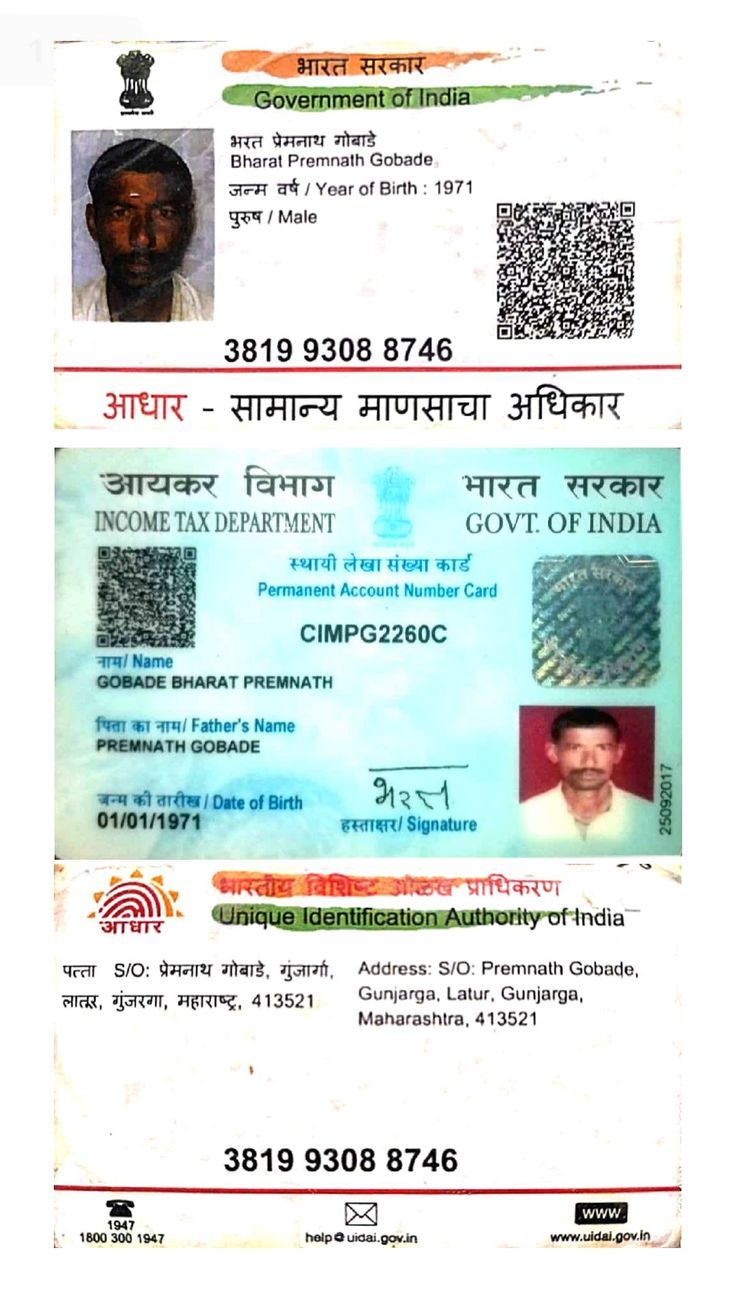 भारत सरकार
Government of India
भरत प्रेमनाथ गोबाडे
Bharat Premnath Gobade
जन्म वर्ष / Year of Birth : 1971
पुरुष / Male
3819 9308 8746
आधार - सामान्य माणसाचा अधिकार
आयकर विभाग भारत सरकार
INCOME TAX DEPARTMENT GOVT. OF INDIA
स्थायी लेखा संख्या कार्ड
Permanent Account Number Card
CIMPG2260C
नाम/ Name
GOBADE BHARAT PREMNATH
पिता का नाम/ Father's Name
PREMNATH GOBADE
जन्म की तारीख / Date of Birth
01/01/1971
भरत
हस्ताक्षर/ Signature
25092017
भारतीय विशिष्ट ओळख प्राधिकरण
Unique Identification Authority of India
आधार
पत्ता S/O: प्रेमनाथ गोबाडे, गुंजार्गा,
लातूर, गुंजरगा, महाराष्ट्र, 413521
Address: S/O: Premnath Gobade,
Gunjarga, Latur, Gunjarga,
Maharashtra, 413521
3819 9308 8746
1947
1800 300 1947
help@uidai.gov.in
www
www.uidai.gov.in